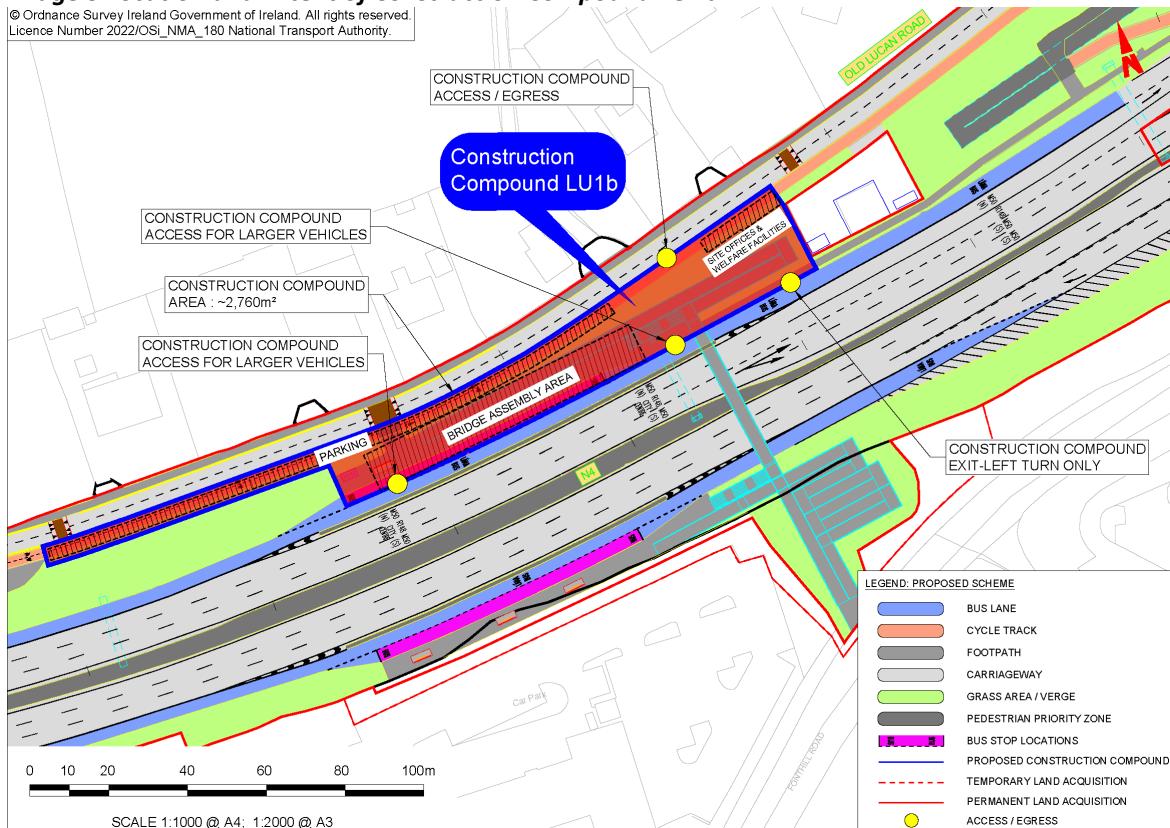 © Ordnance Survey Ireland Government of Ireland. All rights reserved.
Licence Number 2022/OSi_NMA_180 National Transport Authority.
OLD LUCAN ROAD
N
CONSTRUCTION COMPOUND
ACCESS / EGRESS
Construction
Compound LU1b
CONSTRUCTION COMPOUND
ACCESS FOR LARGER VEHICLES
SITE OFFICES &
WELFARE FACILITIES
CONSTRUCTION COMPOUND
AREA : ~2,760m²
CONSTRUCTION COMPOUND
ACCESS FOR LARGER VEHICLES
BRIDGE ASSEMBLY AREA
PARKING
N4
CONSTRUCTION COMPOUND
EXIT-LEFT TURN ONLY
Car Park
FONTHILL ROAD
LEGEND: PROPOSED SCHEME
BUS LANE
CYCLE TRACK
FOOTPATH
CARRIAGEWAY
GRASS AREA / VERGE
PEDESTRIAN PRIORITY ZONE
BUS STOP LOCATIONS
PROPOSED CONSTRUCTION COMPOUND
TEMPORARY LAND ACQUISITION
PERMANENT LAND ACQUISITION
ACCESS / EGRESS
0 10 20 40 60 80 100m
SCALE 1:1000 @ A4; 1:2000 @ A3